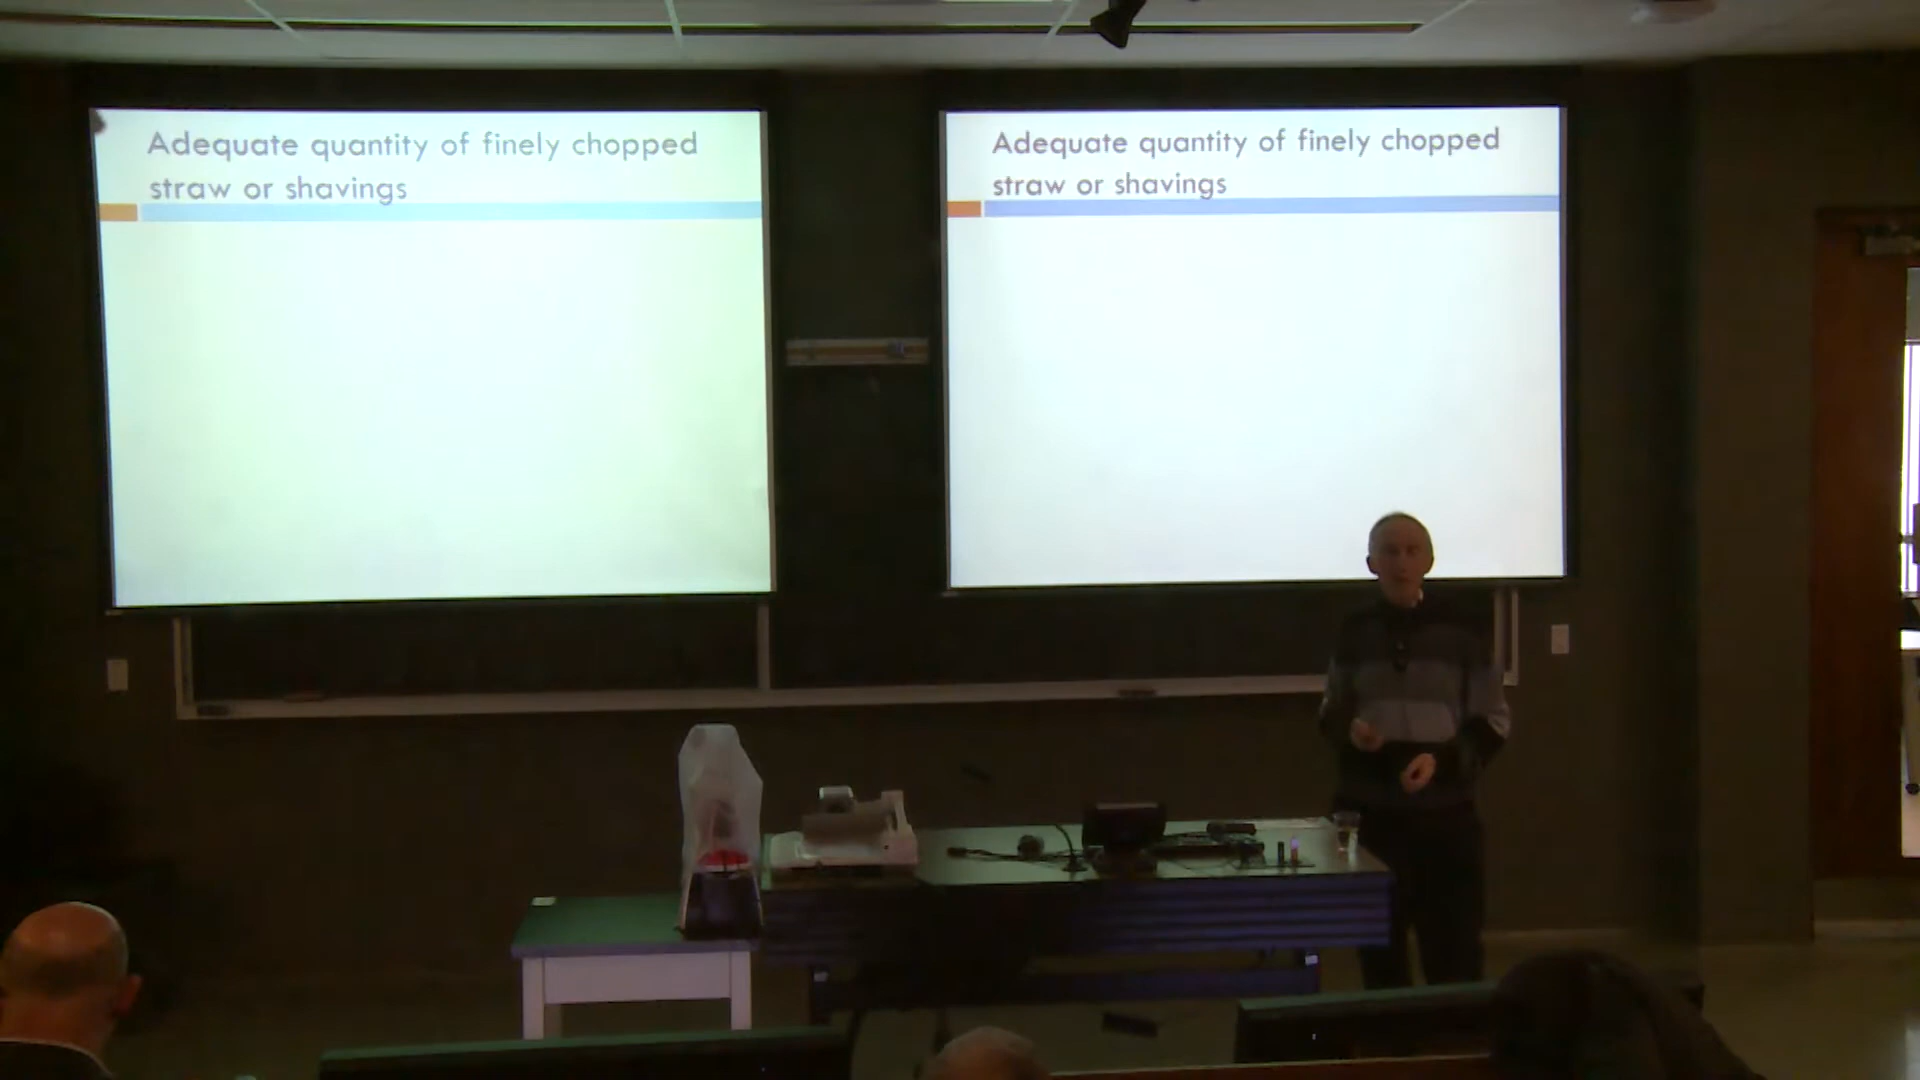 Adequate quantity of finely chopped
straw or shavings
Adequate quantity of finely chopped
straw or shavings